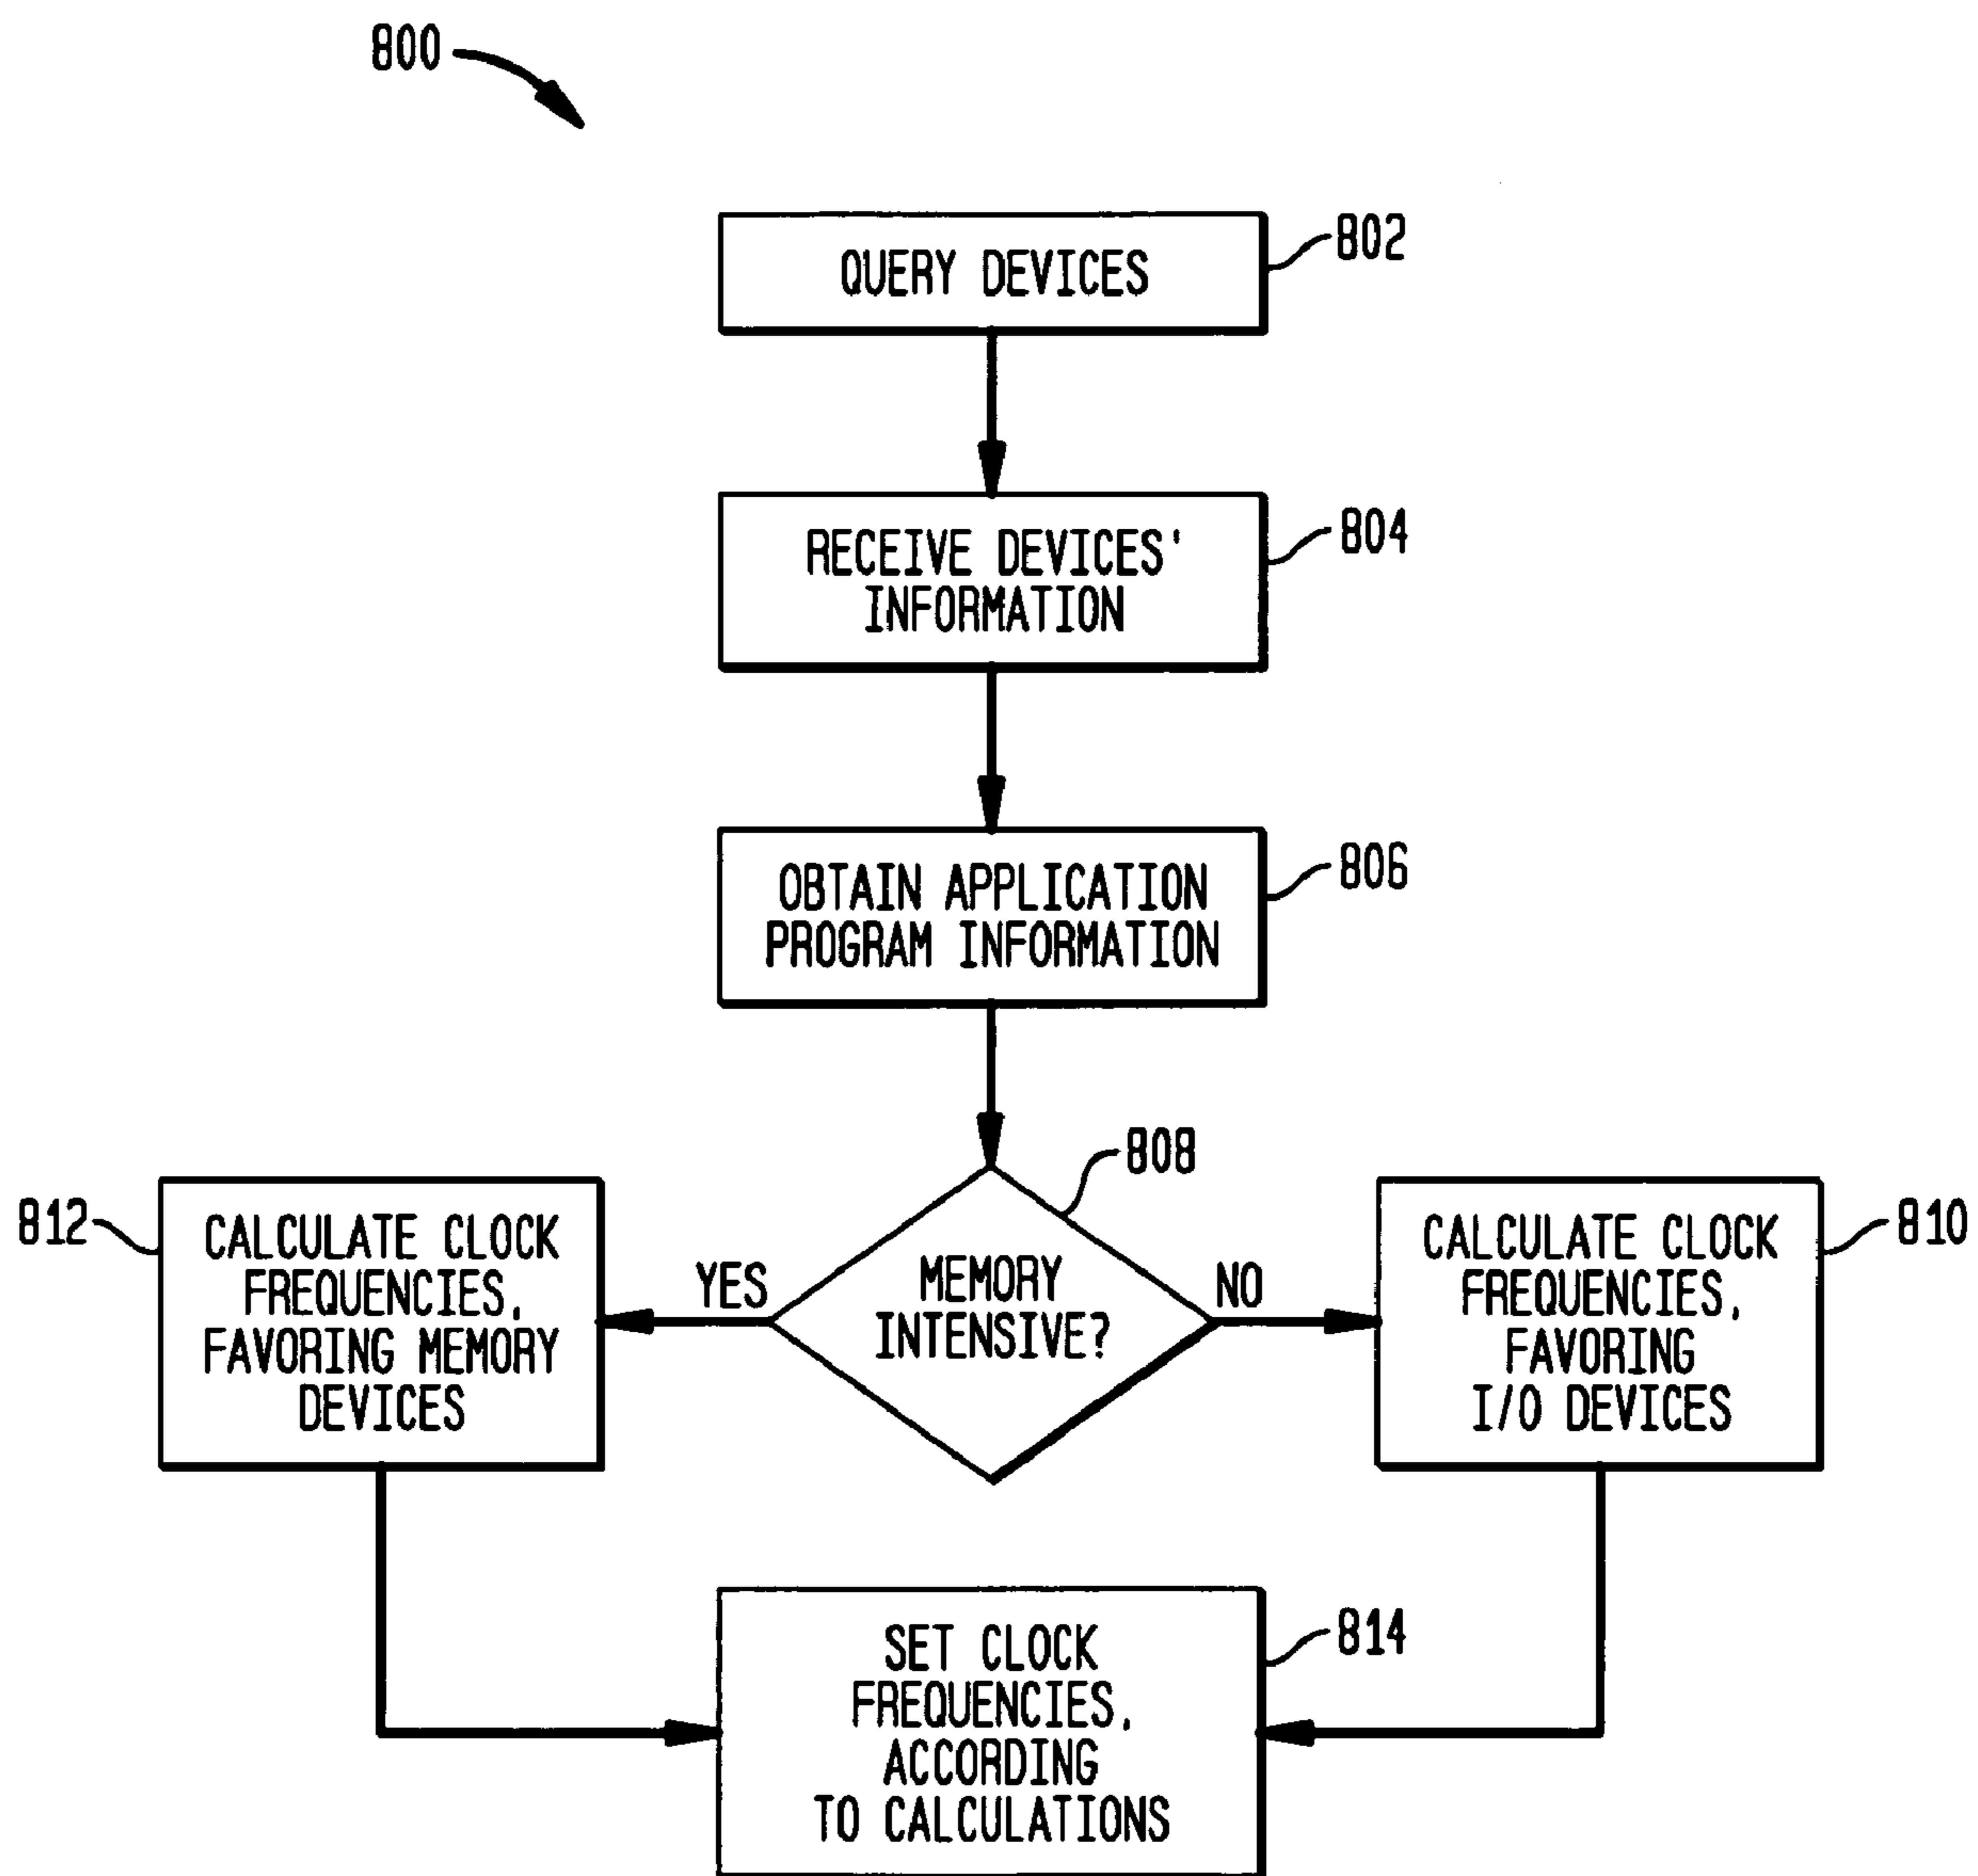 800
QUERY DEVICES
802
RECEIVE DEVICES'
INFORMATION
804
OBTAIN APPLICATION
PROGRAM INFORMATION
806
808
MEMORY
INTENSIVE?
YES
NO
812
CALCULATE CLOCK
FREQUENCIES,
FAVORING MEMORY
DEVICES
CALCULATE CLOCK
FREQUENCIES,
FAVORING
I/O DEVICES
810
SET CLOCK
FREQUENCIES,
ACCORDING
TO CALCULATIONS
814